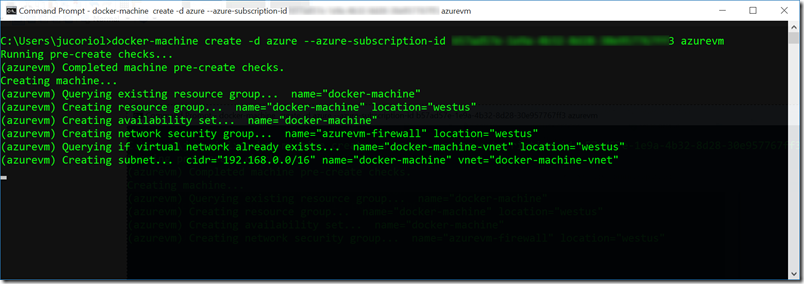 Command Prompt - docker-machine create -d azure --azure-subscription-id azurevm
C:\Users\jucoriol>docker-machine create -d azure --azure-subscription-id 3 azurevm
Running pre-create checks...
(azurevm) Completed machine pre-create checks.
Creating machine...
(azurevm) Querying existing resource group...  name="docker-machine"
(azurevm) Creating resource group...  name="docker-machine" location="westus"
(azurevm) Creating availability set...  name="docker-machine"
(azurevm) Creating network security group...  name="azurevm-firewall" location="westus"
(azurevm) Querying if virtual network already exists...  name="docker-machine-vnet" location="westus"
(azurevm) Creating subnet...  cidr="192.168.0.0/16" name="docker-machine" vnet="docker-machine-vnet"